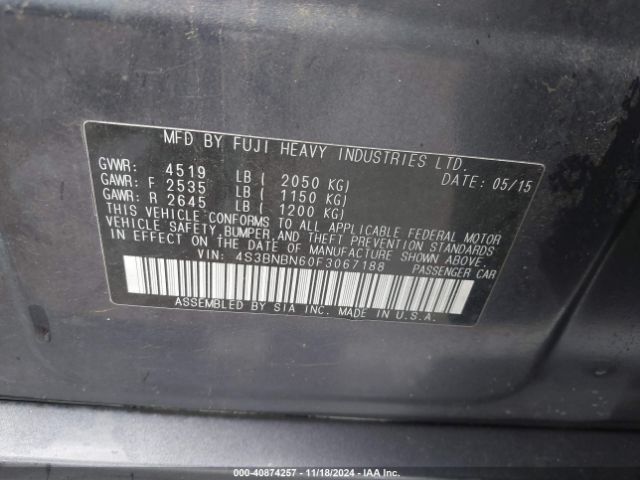 MFD BY FUJI HEAVY INDUSTRIES LTD.
GVWR: 4519 LB ( 2050 KG) DATE: 05/15
GAWR: F 2535 LB ( 1150 KG)
GAWR: R 2645 LB ( 1200 KG)
THIS VEHICLE CONFORMS TO ALL APPLICABLE FEDERAL MOTOR
VEHICLE SAFETY, BUMPER, AND THEFT PREVENTION STANDARDS
IN EFFECT ON THE DATE OF MANUFACTURE SHOWN ABOVE.
VIN: 4S3BNBN60F3067188 PASSENGER CAR
ASSEMBLED BY SIA INC. MADE IN U.S.A.
000-40874257 - 11/18/2024 - IAA Inc.